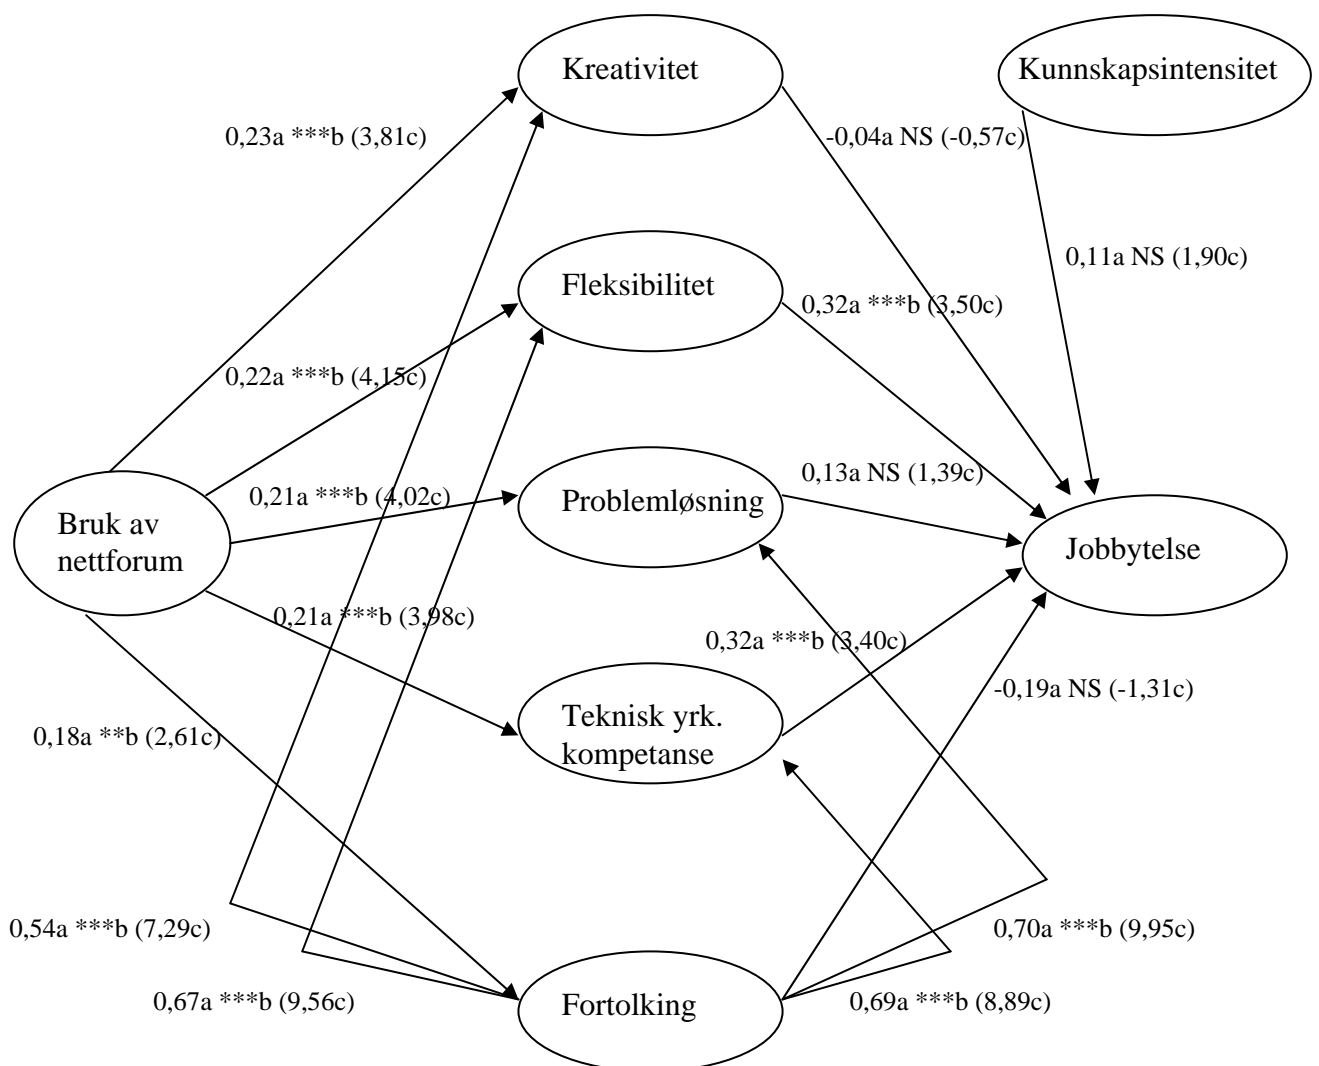 Kreativitet
Kunnskapsintensitet
0,23a ***b (3,81c)
-0,04a NS (-0,57c)
0,11a NS (1,90c)
Fleksibilitet
0,32a ***b (3,50c)
0,22a ***b (4,15c)
0,13a NS (1,39c)
0,21a ***b (4,02c)
Problemløsning
Bruk av
nettforum
Jobbytelse
0,21a ***b (3,98c)
0,32a ***b (3,40c)
-0,19a NS (-1,31c)
Teknisk yrk.
kompetanse
0,18a **b (2,61c)
0,54a ***b (7,29c)
0,70a ***b (9,95c)
0,67a ***b (9,56c)
Fortolking
0,69a ***b (8,89c)